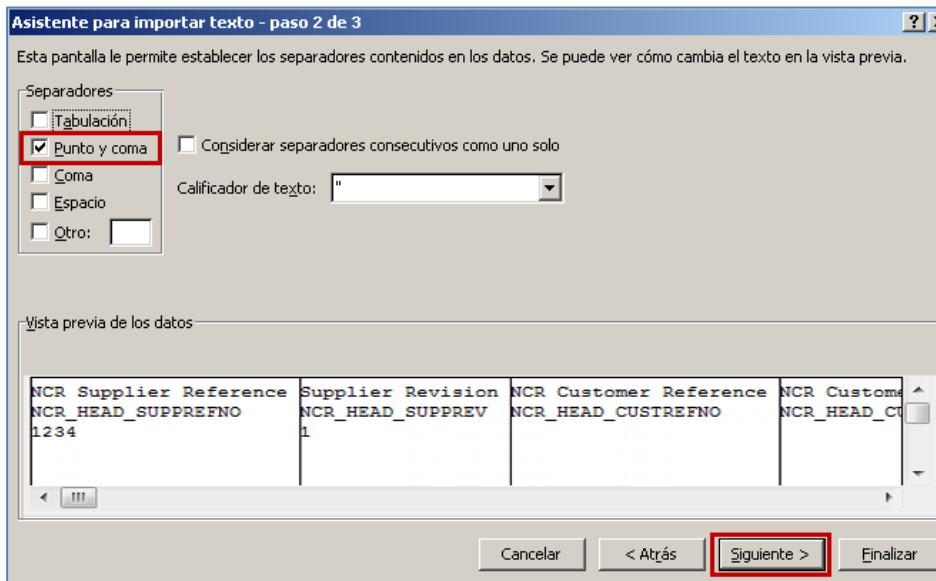 Asistente para importar texto - paso 2 de 3
Esta pantalla le permite establecer los separadores contenidos en los datos. Se puede ver cómo cambia el texto en la vista previa.
Separadores
Tabulación
Punto y coma
Considerar separadores consecutivos como uno solo
Coma
Calificador de texto: "
Espacio
Otro:
Vista previa de los datos
NCR Supplier Reference Supplier Revision NCR Customer Reference NCR Custome
NCR_HEAD_SUPPREFNO NCR_HEAD_SUPPREV NCR_HEAD_CUSTREFNO NCR_HEAD_CU
1234 1
Cancelar < Atrás Siguiente > Finalizar